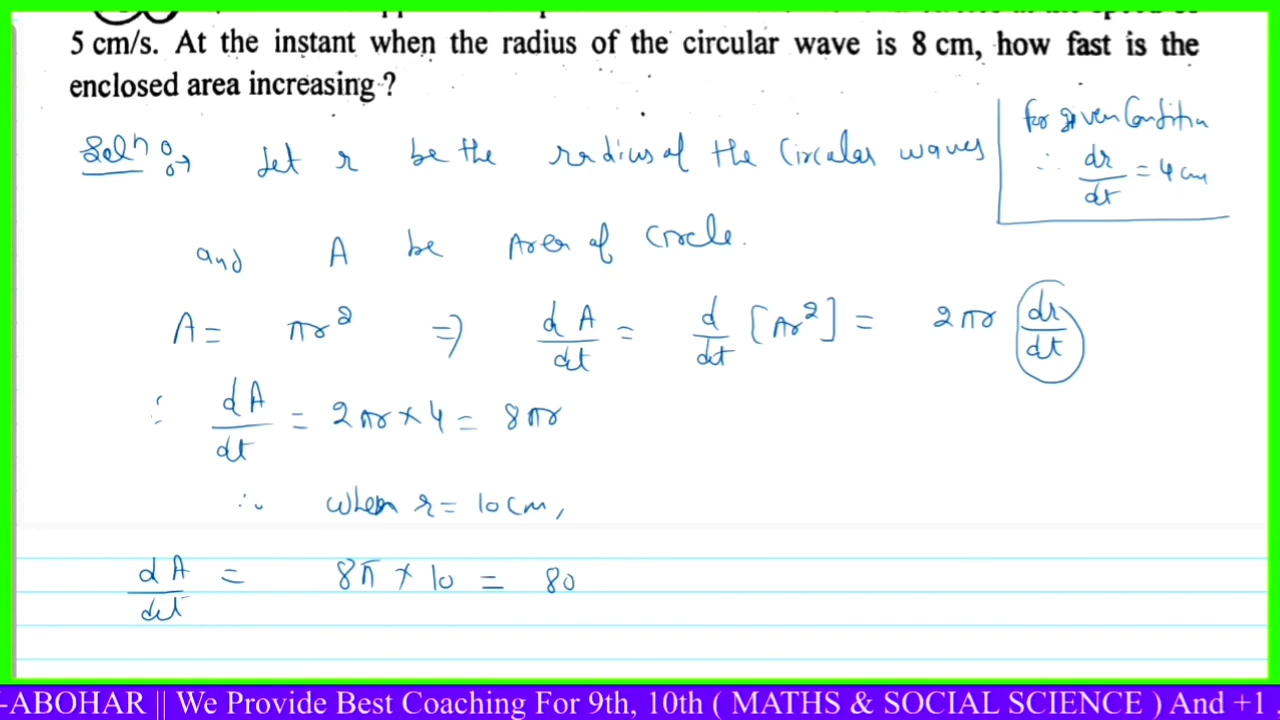 5 cm/s. At the instant when the radius of the circular wave is 8 cm, how fast is the
enclosed area increasing ?
Soln :→ Let r be the radius of the circular waves
for given Condition
∴ dr/dt = 4 cm
and A be Area of circle.
A = πr² ⇒ dA/dt = d/dt [πr²] = 2πr dr/dt
∴ dA/dt = 2πr × 4 = 8πr
∴ when r = 10 cm,
dA/dt = 8π × 10 = 80
-ABOHAR || We Provide Best Coaching For 9th, 10th ( MATHS & SOCIAL SCIENCE ) And +1